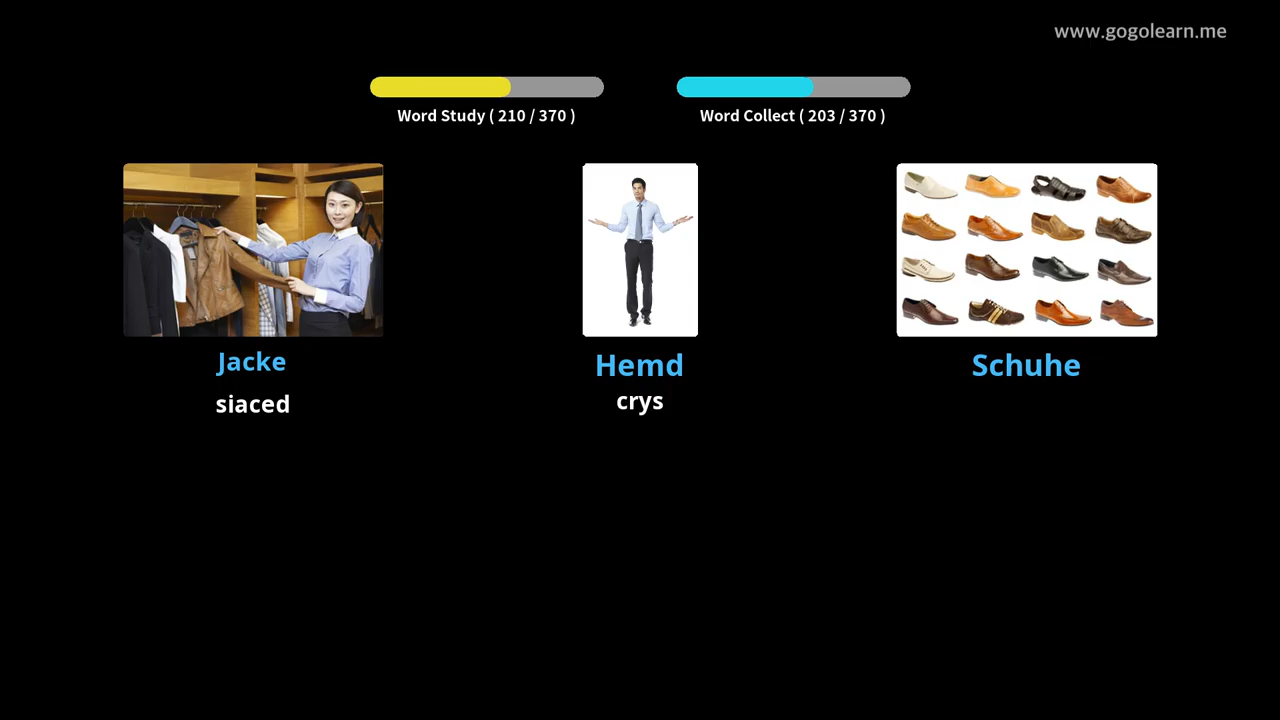 www.gogolearn.me
Word Study ( 210 / 370 )
Word Collect ( 203 / 370 )
Jacke
Hemd
Schuhe
siaced
crys